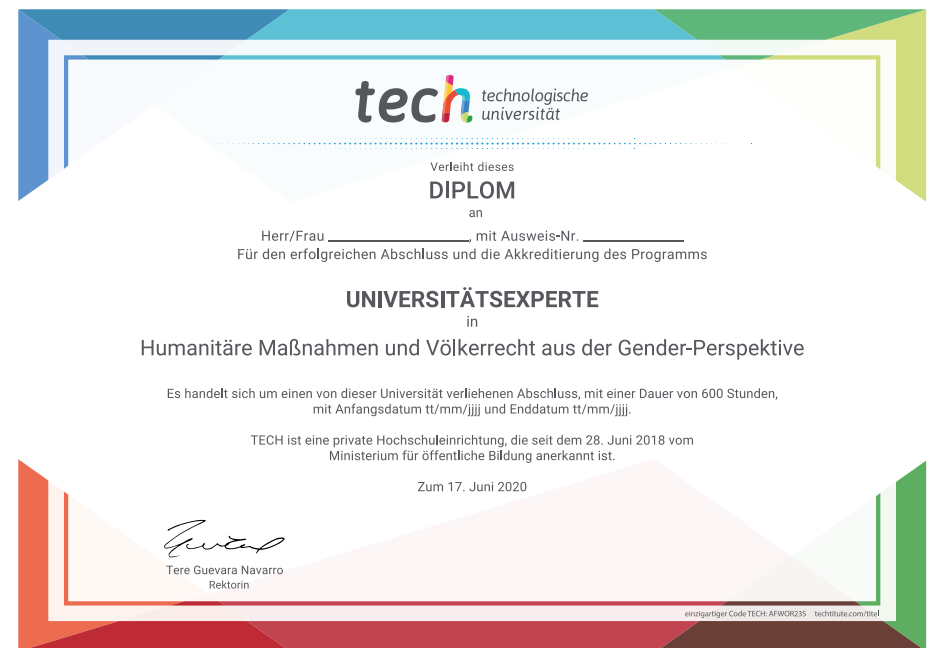 tech technologische
universität
Verleiht dieses
DIPLOM
an
Herr/Frau ____________, mit Ausweis-Nr. ____________
Für den erfolgreichen Abschluss und die Akkreditierung des Programms
UNIVERSITÄTSEXPERTE
in
Humanitäre Maßnahmen und Völkerrecht aus der Gender-Perspektive
Es handelt sich um einen von dieser Universität verliehenen Abschluss, mit einer Dauer von 600 Stunden,
mit Anfangsdatum tt/mm/jjjj und Enddatum tt/mm/jjjj.
TECH ist eine private Hochschuleinrichtung, die seit dem 28. Juni 2018 vom
Ministerium für öffentliche Bildung anerkannt ist.
Zum 17. Juni 2020
Tere Guevara Navarro
Rektorin
einzigartiger Code TECH: AFWOR23S techtitute.com/titel